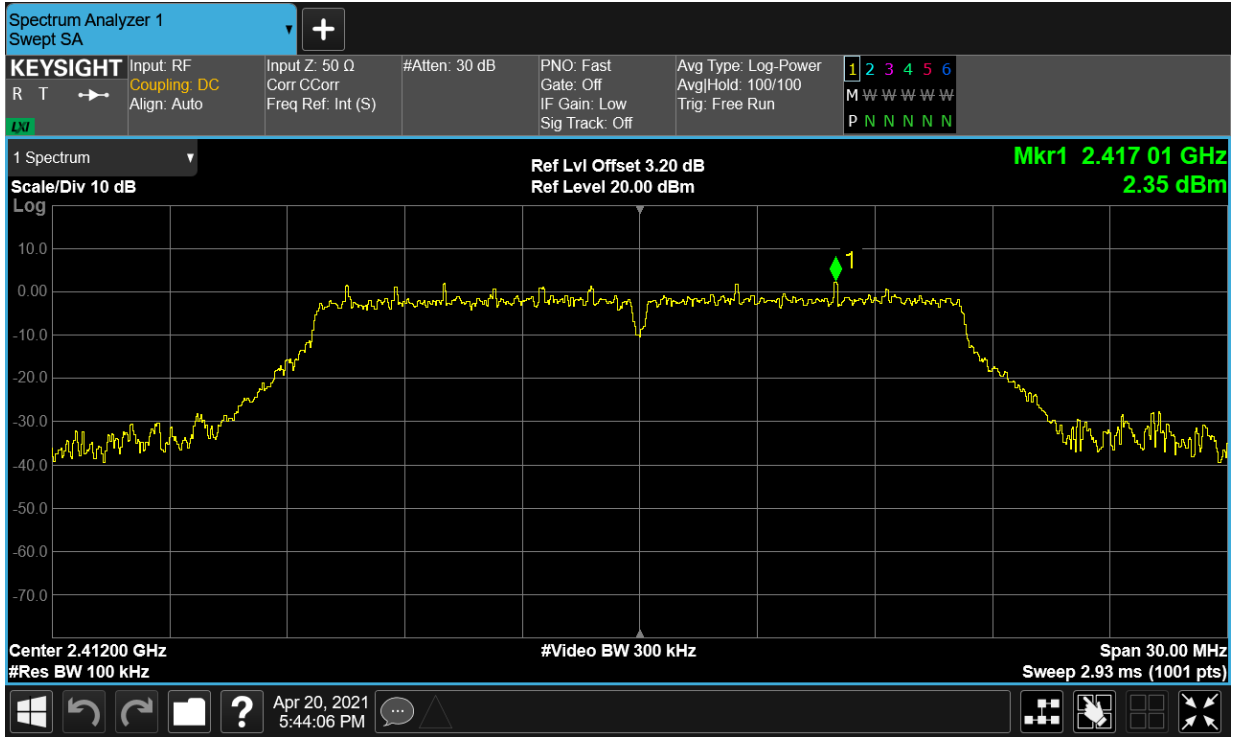 Spectrum Analyzer 1
Swept SA
+
KEYSIGHT
R T
LXI
Input: RF
Coupling: DC
Align: Auto
Input Z: 50 Ω
Corr CCorr
Freq Ref: Int (S)
#Atten: 30 dB
PNO: Fast
Gate: Off
IF Gain: Low
Sig Track: Off
Avg Type: Log-Power
Avg|Hold: 100/100
Trig: Free Run
1 2 3 4 5 6
M W W W W W
P N N N N N N
1 Spectrum
Scale/Div 10 dB
Log
Ref Lvl Offset 3.20 dB
Ref Level 20.00 dBm
Mkr1 2.417 01 GHz
2.35 dBm
1
10.0
0.00
-10.0
-20.0
-30.0
-40.0
-50.0
-60.0
-70.0
Center 2.41200 GHz
#Res BW 100 kHz
#Video BW 300 kHz
Span 30.00 MHz
Sweep 2.93 ms (1001 pts)
?
Apr 20, 2021
5:44:06 PM